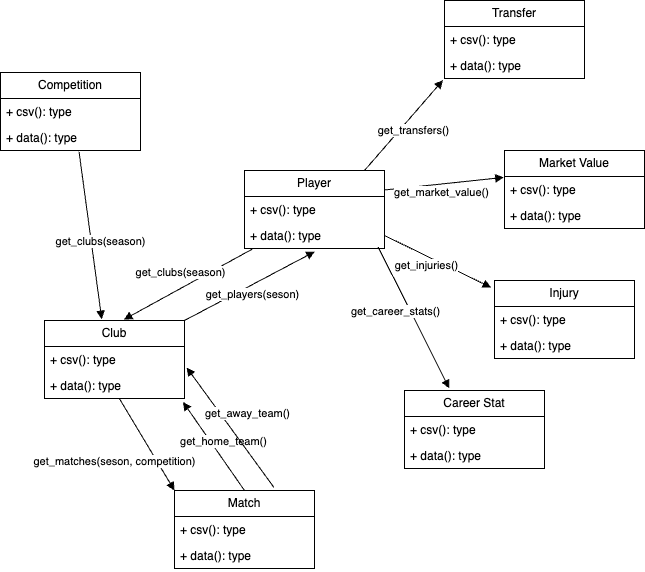 Transfer
+ csv(): type
+ data(): type
Competition
+ csv(): type
+ data(): type
get_transfers()
Market Value
+ csv(): type
+ data(): type
Player
+ csv(): type
+ data(): type
get_market_value()
get_clubs(season)
get_clubs(season)
get_players(seson)
get_injuries()
Injury
+ csv(): type
+ data(): type
get_career_stats()
Club
+ csv(): type
+ data(): type
Career Stat
+ csv(): type
+ data(): type
get_away_team()
get_home_team()
get_matches(seson, competition)
Match
+ csv(): type
+ data(): type